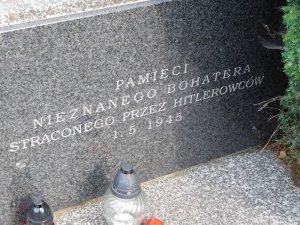 PAMIĘCI
NIEZNANEGO BOHATERA
STRACONEGO PRZEZ HITLEROWCÓW
1.5.1945